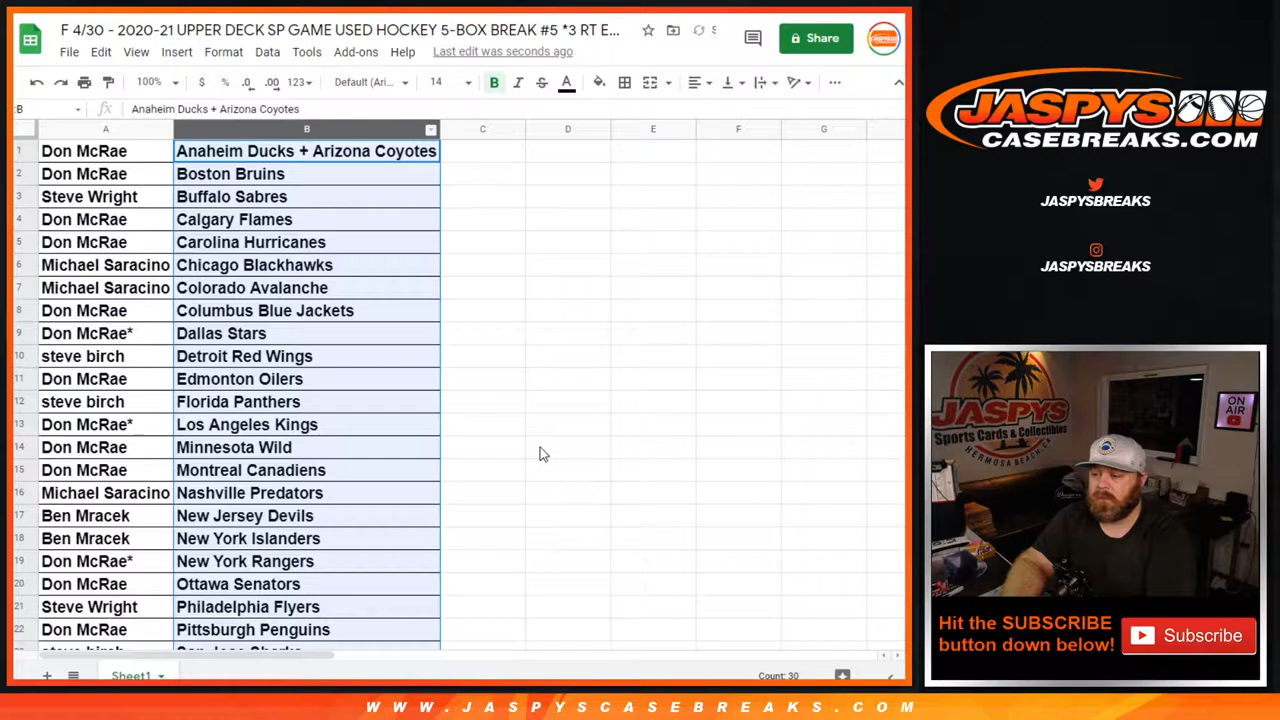 F 4/30 - 2020-21 UPPER DECK SP GAME USED HOCKEY 5-BOX BREAK #5 *3 RT E...
File Edit View Insert Format Data Tools Add-ons Help Last edit was seconds ago
Share
100% $ % .0 .00 123 Default (Ari... 14 B I S A
:B fx Anaheim Ducks + Arizona Coyotes
A B C D E F G
1 Don McRae Anaheim Ducks + Arizona Coyotes
2 Don McRae Boston Bruins
3 Steve Wright Buffalo Sabres
4 Don McRae Calgary Flames
5 Don McRae Carolina Hurricanes
6 Michael Saracino Chicago Blackhawks
7 Michael Saracino Colorado Avalanche
8 Don McRae Columbus Blue Jackets
9 Don McRae* Dallas Stars
10 steve birch Detroit Red Wings
11 Don McRae Edmonton Oilers
12 steve birch Florida Panthers
13 Don McRae* Los Angeles Kings
14 Don McRae Minnesota Wild
15 Don McRae Montreal Canadiens
16 Michael Saracino Nashville Predators
17 Ben Mracek New Jersey Devils
18 Ben Mracek New York Islanders
19 Don McRae* New York Rangers
20 Don McRae Ottawa Senators
21 Steve Wright Philadelphia Flyers
22 Don McRae Pittsburgh Penguins
steve birch San Jose Sharks
Sheet1
Count: 30
JASPYS
CASEBREAKS.COM
JASPYSBREAKS
JASPYSBREAKS
JASPYS
Sports Cards & Collectibles
HERMOSA BEACH, CA
ON
AIR
Hit the SUBSCRIBE
button down below!
Subscribe
WWW.JASPYSCASEBREAKS.COM